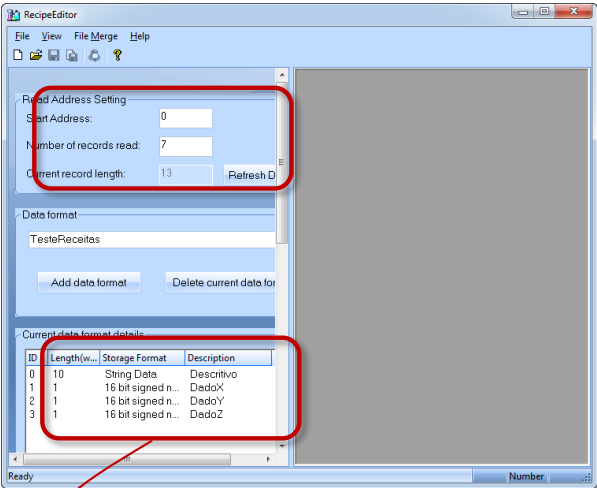 RecipeEditor
File View File Merge Help
Read Address Setting
Start Address: 0
Number of records read: 7
Current record length: 13 Refresh D
Data format
TesteReceitas
Add data format Delete current data for
Current data format details
ID Length(w... Storage Format Description
0 10 String Data Descritivo
1 1 16 bit signed n... DadoX
2 1 16 bit signed n... DadoY
3 1 16 bit signed n... DadoZ
Ready Number